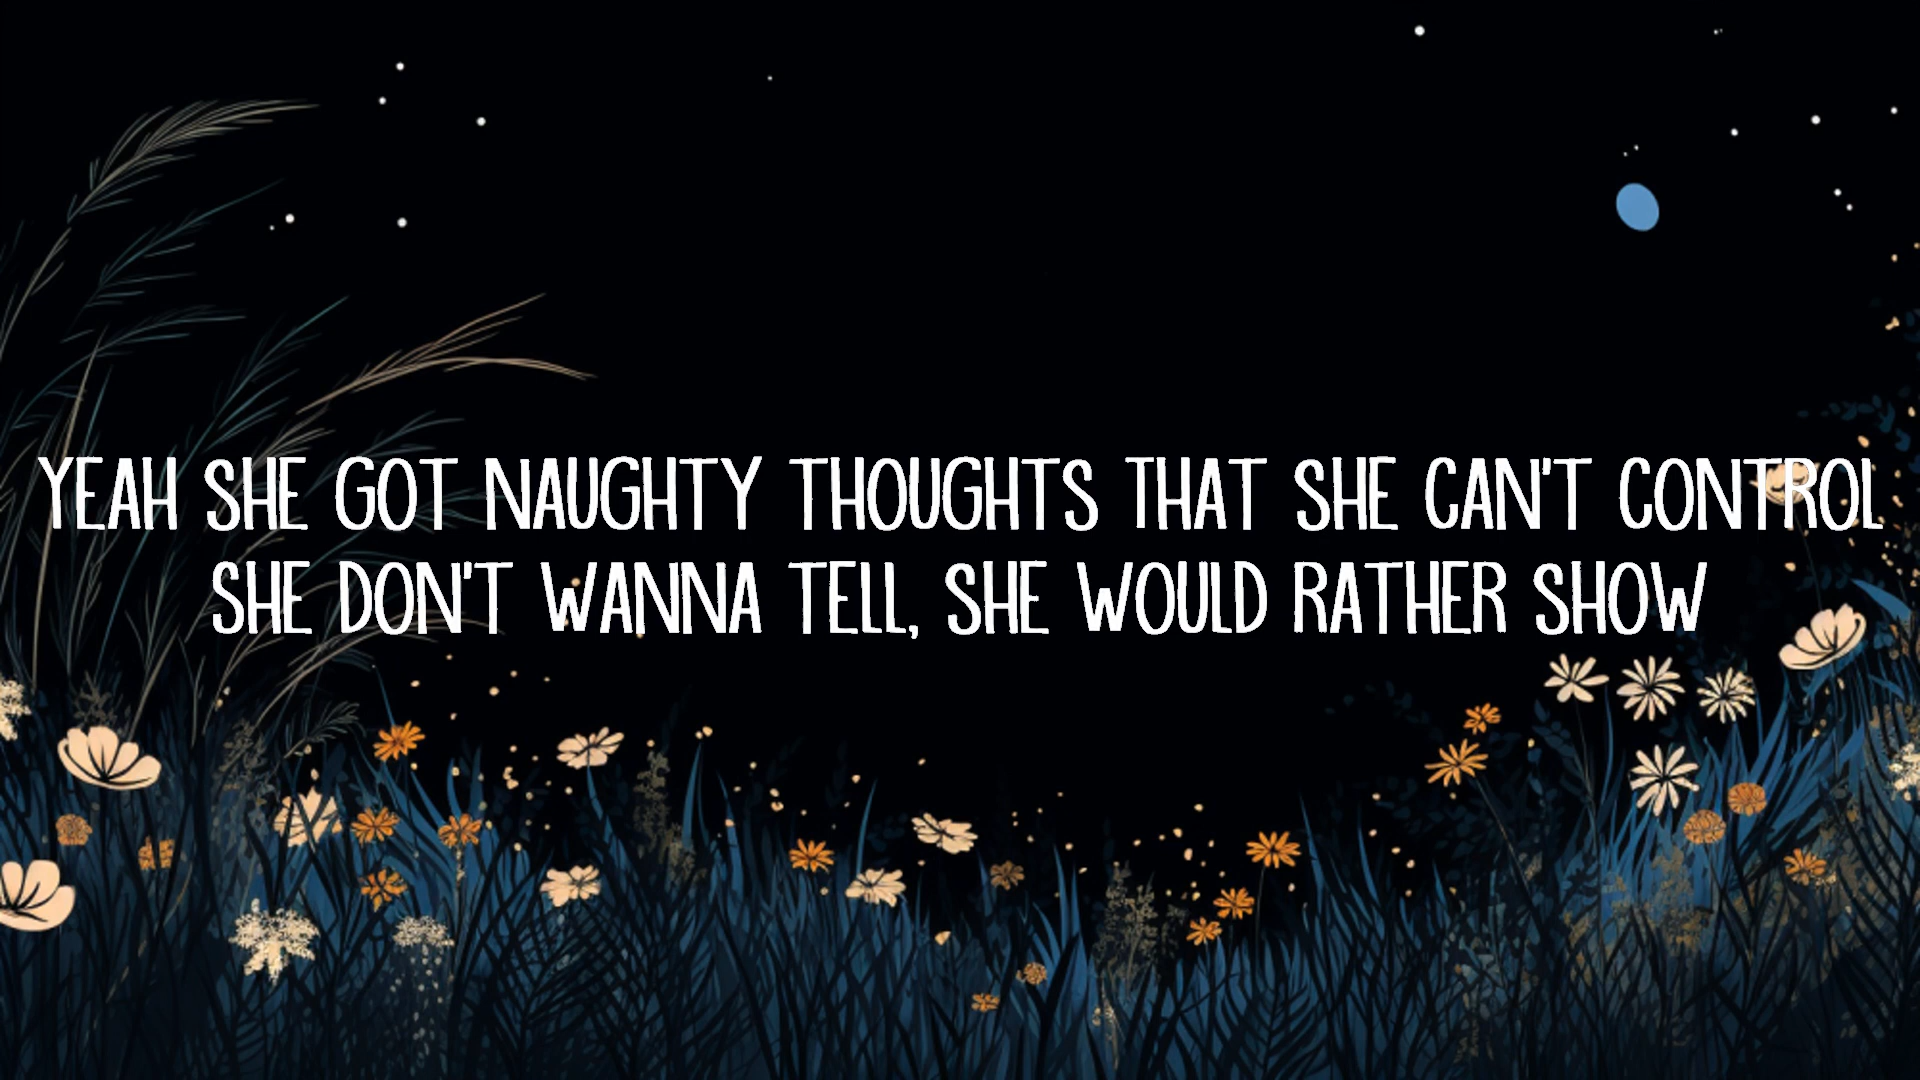 YEAH SHE GOT NAUGHTY THOUGHTS THAT SHE CAN'T CONTROL
SHE DON'T WANNA TELL, SHE WOULD RATHER SHOW